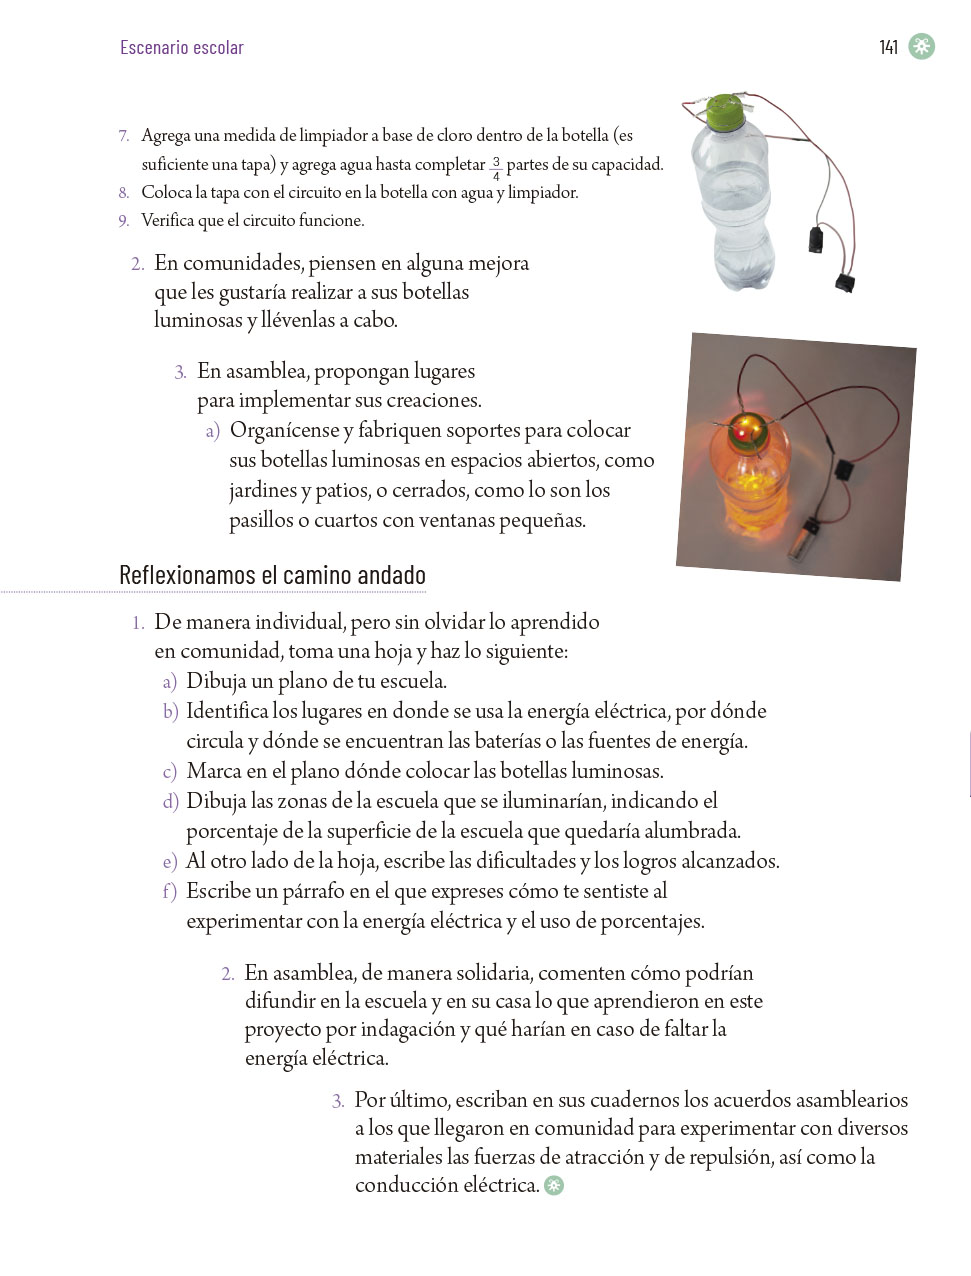 Escenario escolar
141
7. Agrega una medida de limpiador a base de cloro dentro de la botella (es
suficiente una tapa) y agrega agua hasta completar 3/4 partes de su capacidad.
8. Coloca la tapa con el circuito en la botella con agua y limpiador.
9. Verifica que el circuito funcione.
2. En comunidades, piensen en alguna mejora
que les gustaría realizar a sus botellas
luminosas y llévenlas a cabo.
3. En asamblea, propongan lugares
para implementar sus creaciones.
a) Organícense y fabriquen soportes para colocar
sus botellas luminosas en espacios abiertos, como
jardines y patios, o cerrados, como lo son los
pasillos o cuartos con ventanas pequeñas.
Reflexionamos el camino andado
1. De manera individual, pero sin olvidar lo aprendido
en comunidad, toma una hoja y haz lo siguiente:
a) Dibuja un plano de tu escuela.
b) Identifica los lugares en donde se usa la energía eléctrica, por dónde
circula y dónde se encuentran las baterías o las fuentes de energía.
c) Marca en el plano dónde colocar las botellas luminosas.
d) Dibuja las zonas de la escuela que se iluminarían, indicando el
porcentaje de la superficie de la escuela que quedaría alumbrada.
e) Al otro lado de la hoja, escribe las dificultades y los logros alcanzados.
f) Escribe un párrafo en el que expreses cómo te sentiste al
experimentar con la energía eléctrica y el uso de porcentajes.
2. En asamblea, de manera solidaria, comenten cómo podrían
difundir en la escuela y en su casa lo que aprendieron en este
proyecto por indagación y qué harían en caso de faltar la
energía eléctrica.
3. Por último, escriban en sus cuadernos los acuerdos asamblearios
a los que llegaron en comunidad para experimentar con diversos
materiales las fuerzas de atracción y de repulsión, así como la
conducción eléctrica.